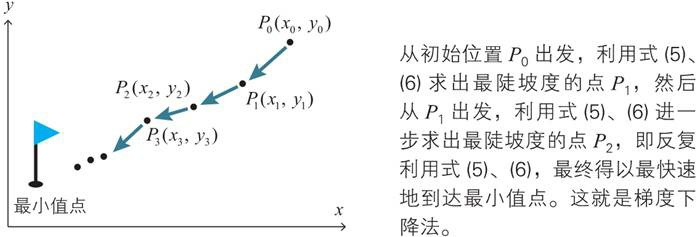 y
P₀(x₀, y₀)
P₂(x₂, y₂)
P₁(x₁, y₁)
P₃(x₃, y₃)
最小值点
x
从初始位置 P₀ 出发，利用式 (5)、
(6) 求出最陡坡度的点 P₁，然后
从 P₁ 出发，利用式 (5)、(6) 进一
步求出最陡坡度的点 P₂，即反复
利用式 (5)、(6)，最终得以最快速
地到达最小值点。这就是梯度下
降法。